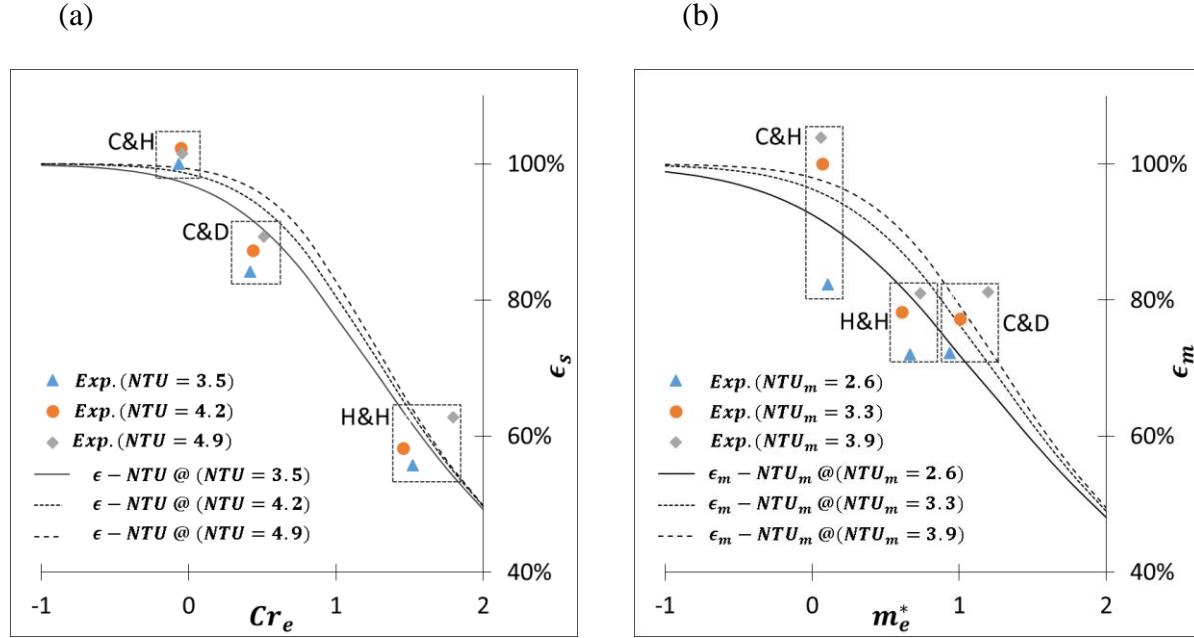 (a)
C&H
C&D
H&H
100%
80%
60%
40%
ϵₛ
Exp.(NTU = 3.5)
Exp.(NTU = 4.2)
Exp.(NTU = 4.9)
ϵ − NTU @ (NTU = 3.5)
ϵ − NTU @ (NTU = 4.2)
ϵ − NTU @ (NTU = 4.9)
-1 0 1 2
Crₑ
(b)
C&H
H&H
C&D
100%
80%
60%
40%
ϵₘ
Exp.(NTUₘ = 2.6)
Exp.(NTUₘ = 3.3)
Exp.(NTUₘ = 3.9)
ϵₘ − NTUₘ @(NTUₘ = 2.6)
ϵₘ − NTUₘ @(NTUₘ = 3.3)
ϵₘ − NTUₘ @(NTUₘ = 3.9)
-1 0 1 2
m*ₑ